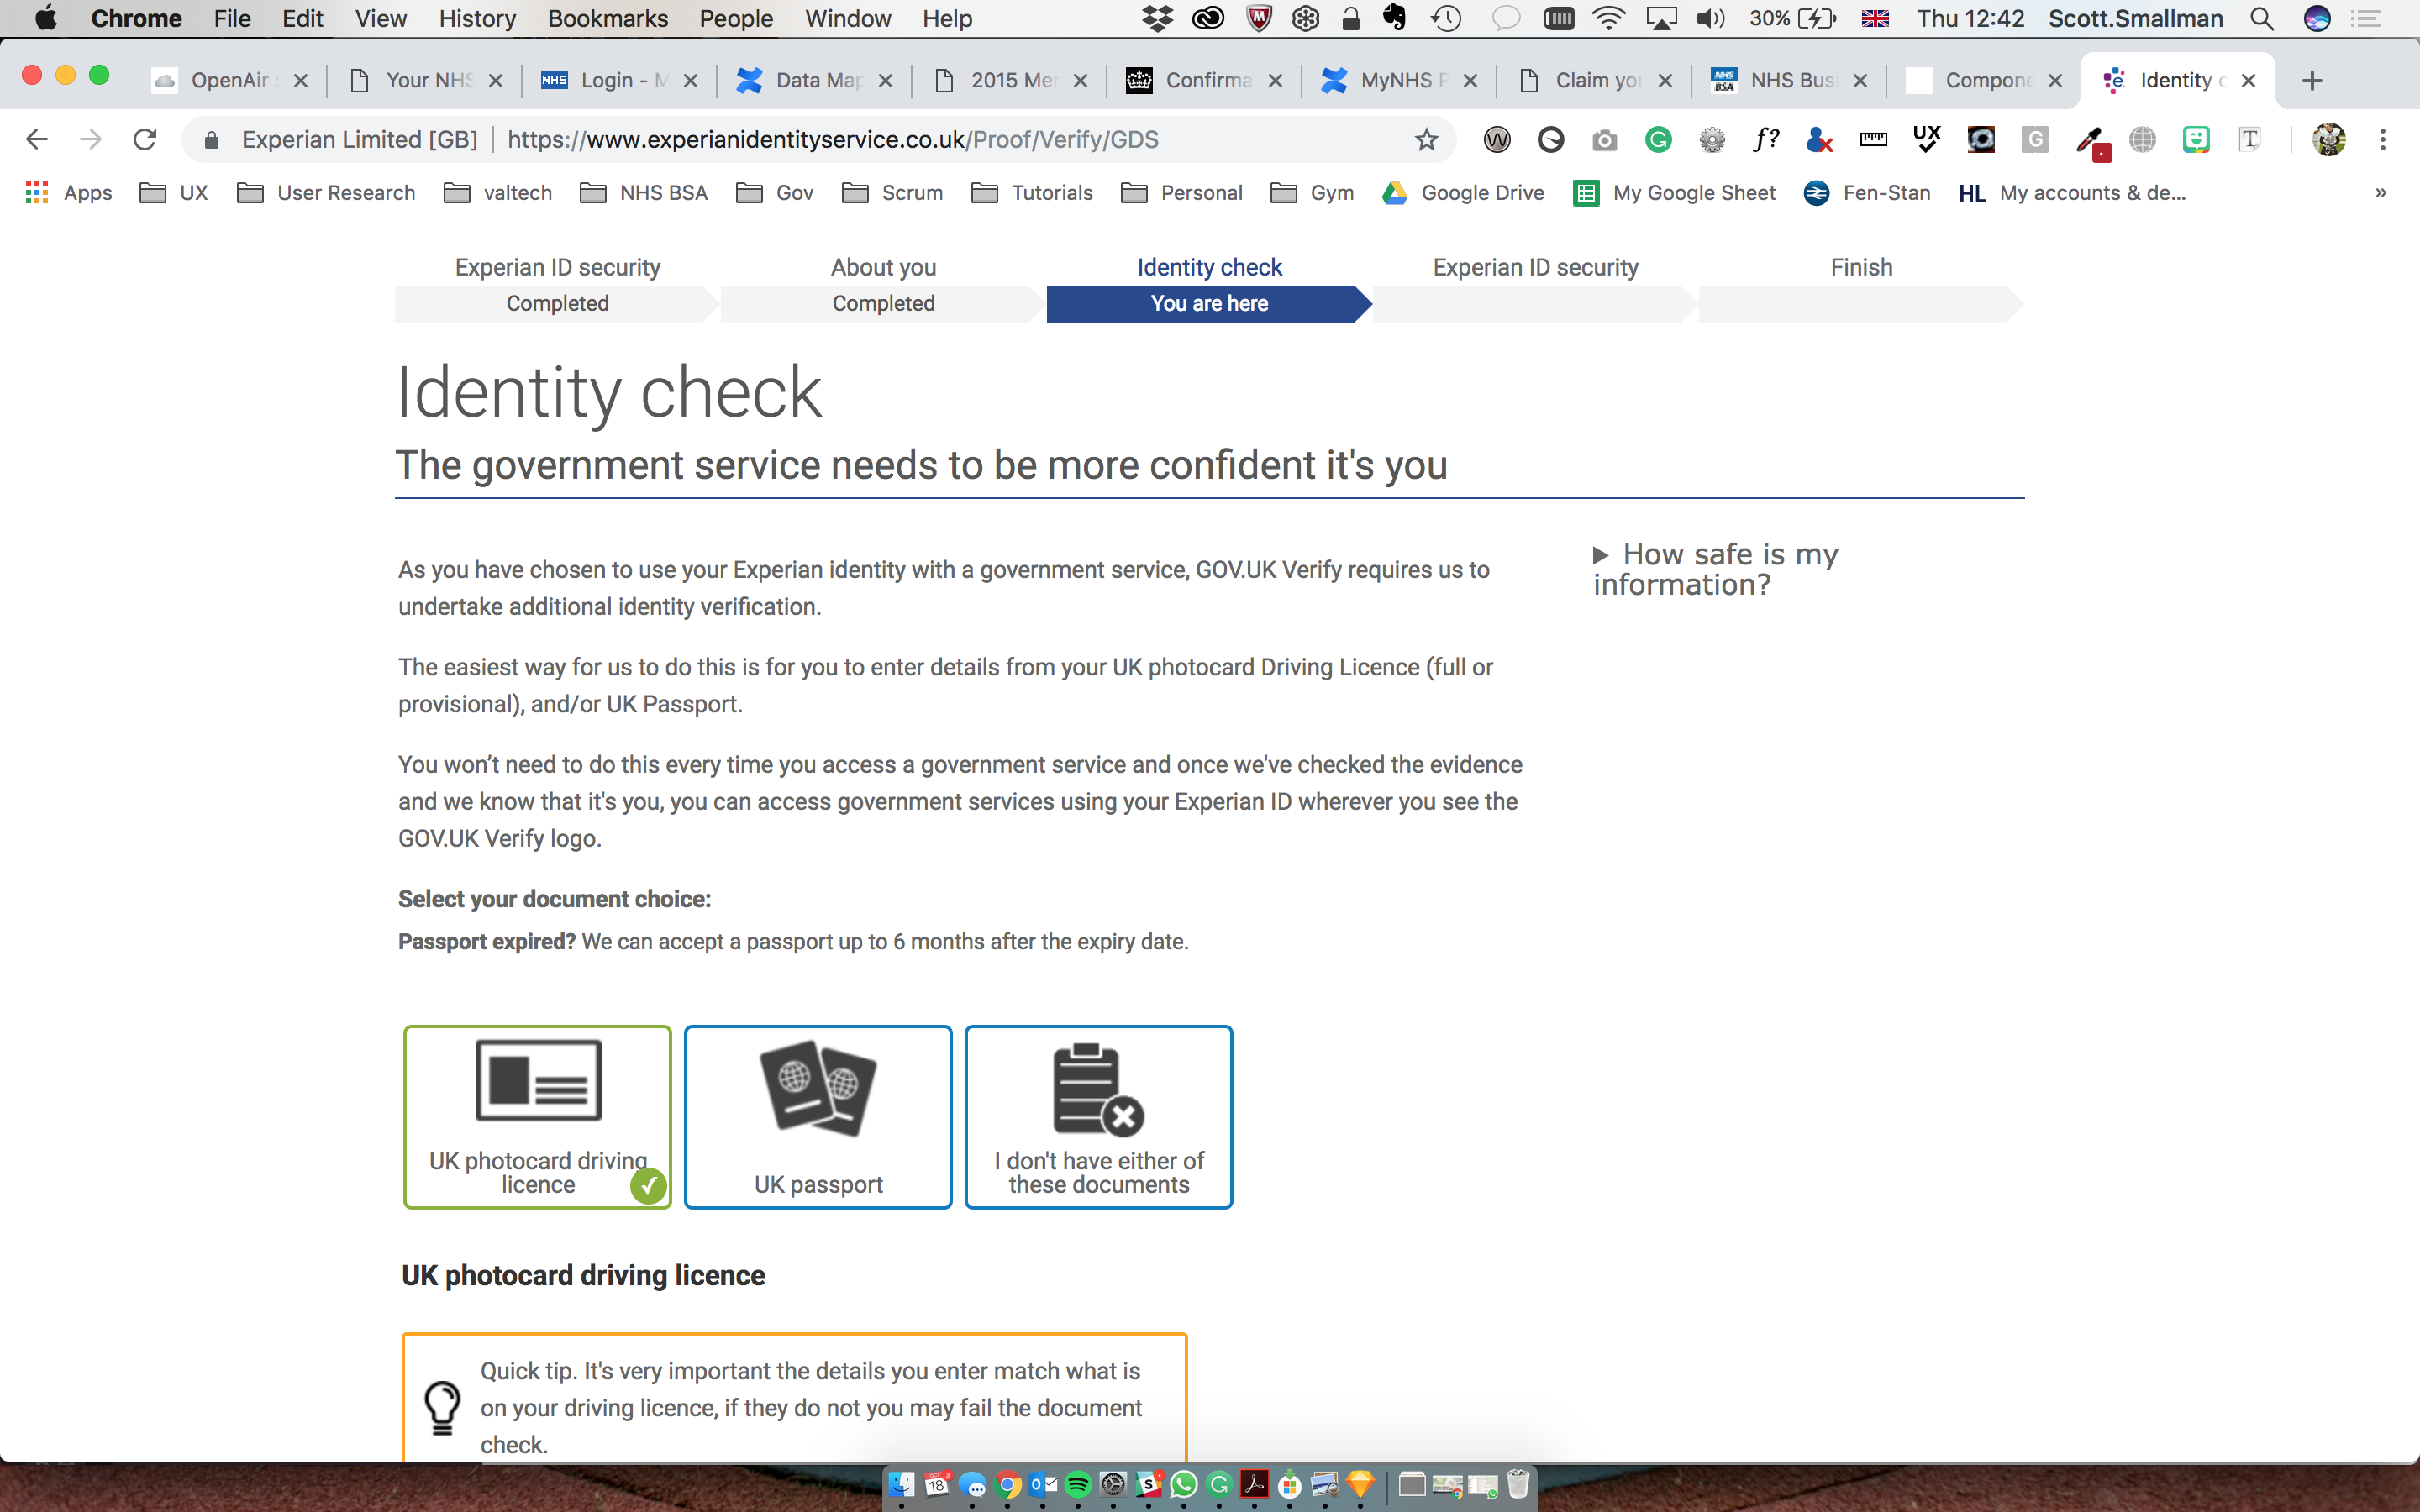 Chrome File Edit View History Bookmarks People Window Help 30% Thu 12:42 Scott.Smallman
OpenAir Your NHS NHS Login - M Data Map 2015 Mer Confirma MyNHS P Claim you NHS BSA NHS Busi Compone Identity c
Experian Limited [GB] https://www.experianidentityservice.co.uk/Proof/Verify/GDS f? UX G T
Apps UX User Research valtech NHS BSA Gov Scrum Tutorials Personal Gym Google Drive My Google Sheet Fen-Stan HL My accounts & de... »
Experian ID security About you Identity check Experian ID security Finish
Completed Completed You are here
Identity check
The government service needs to be more confident it's you
As you have chosen to use your Experian identity with a government service, GOV.UK Verify requires us to
undertake additional identity verification.
How safe is my
information?
The easiest way for us to do this is for you to enter details from your UK photocard Driving Licence (full or
provisional), and/or UK Passport.
You won’t need to do this every time you access a government service and once we've checked the evidence
and we know that it's you, you can access government services using your Experian ID wherever you see the
GOV.UK Verify logo.
Select your document choice:
Passport expired? We can accept a passport up to 6 months after the expiry date.
UK photocard driving
licence
UK passport
I don't have either of
these documents
UK photocard driving licence
Quick tip. It's very important the details you enter match what is
on your driving licence, if they do not you may fail the document
check.
OCT 18 3